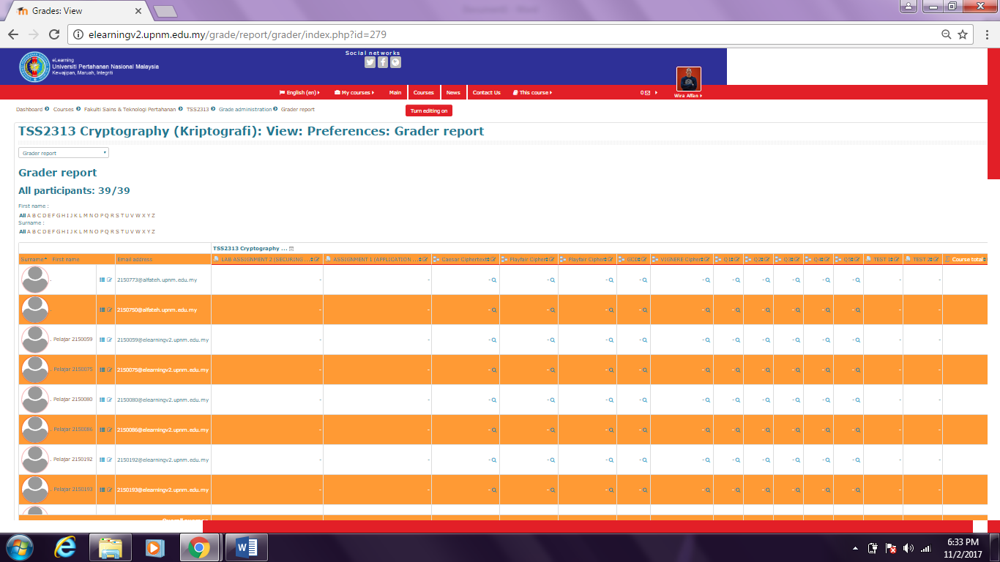 Grades: View
elearningv2.upnm.edu.my/grade/report/grader/index.php?id=279
Social networks
eLearning
Universiti Pertahanan Nasional Malaysia
Kewajipan, Maruah, Integriti
English (en) My courses Main Courses News Contact Us This course 0
Wira Affan
Dashboard Courses Fakulti Sains & Teknologi Pertahanan TSS2313 Grade administration Grader report
Turn editing on
TSS2313 Cryptography (Kriptografi): View: Preferences: Grader report
Grader report
Grader report
All participants: 39/39
First name :
All A B C D E F G H I J K L M N O P Q R S T U V W X Y Z
Surname :
All A B C D E F G H I J K L M N O P Q R S T U V W X Y Z
TSS2313 Cryptography ...
Surname First name Email address LAB ASSIGNMENT 2 (SECURING ... ASSIGNMENT 1 (APPLICATION ... Caesar Ciphertext Playfair Cipher Playfair Cipher GCD VIGNERE Cipher Q1 Q2 Q3 Q4 Q5 TEST 1 TEST 2 Course total
. 2150773@alfateh.upnm.edu.my - - - - - - - - - - - - - -
. 2150750@alfateh.upnm.edu.my - - - - - - - - - - - - - -
. Pelajar 2150059 2150059@elearningv2.upnm.edu.my - - - - - - - - - - - - - -
. Pelajar 2150075 2150075@elearningv2.upnm.edu.my - - - - - - - - - - - - - -
. Pelajar 2150080 2150080@elearningv2.upnm.edu.my - - - - - - - - - - - - - -
. Pelajar 2150086 2150086@elearningv2.upnm.edu.my - - - - - - - - - - - - - -
. Pelajar 2150192 2150192@elearningv2.upnm.edu.my - - - - - - - - - - - - - -
. Pelajar 2150193 2150193@elearningv2.upnm.edu.my - - - - - - - - - - - - - -
6:33 PM
11/2/2017